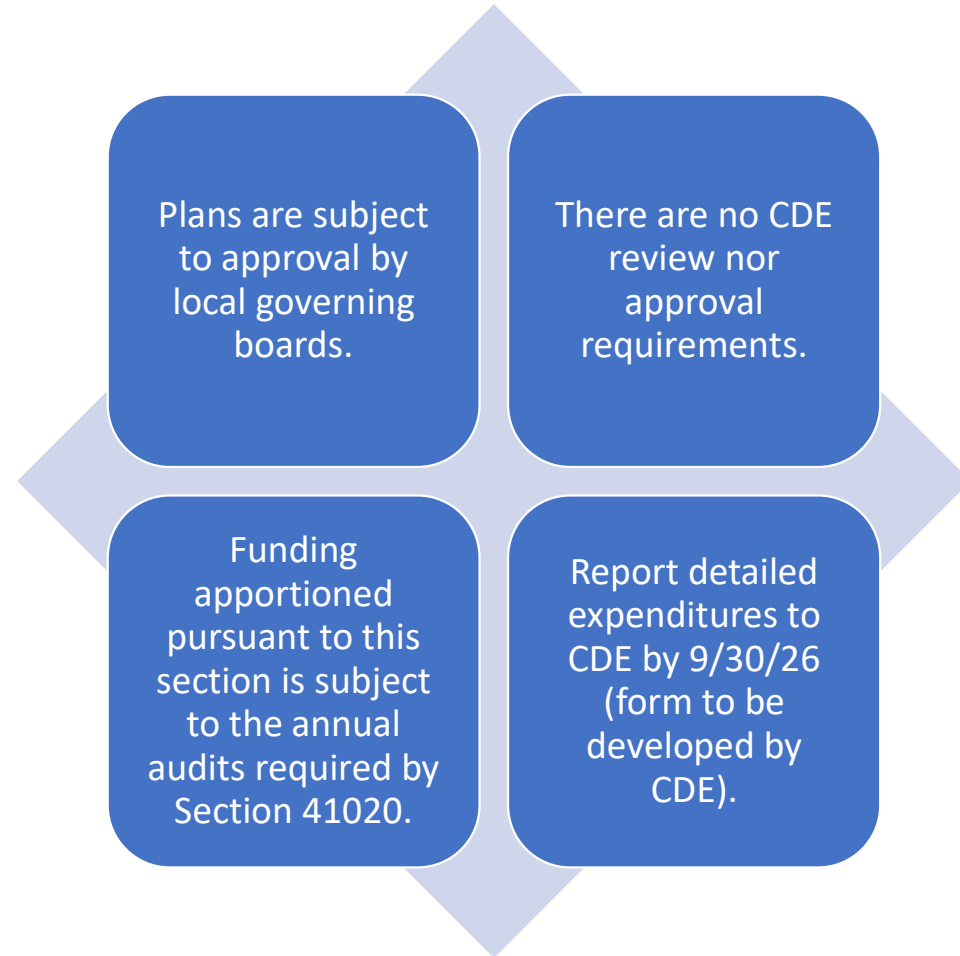 Plans are subject
to approval by
local governing
boards.
There are no CDE
review nor
approval
requirements.
Funding
apportioned
pursuant to this
section is subject
to the annual
audits required by
Section 41020.
Report detailed
expenditures to
CDE by 9/30/26
(form to be
developed by
CDE).